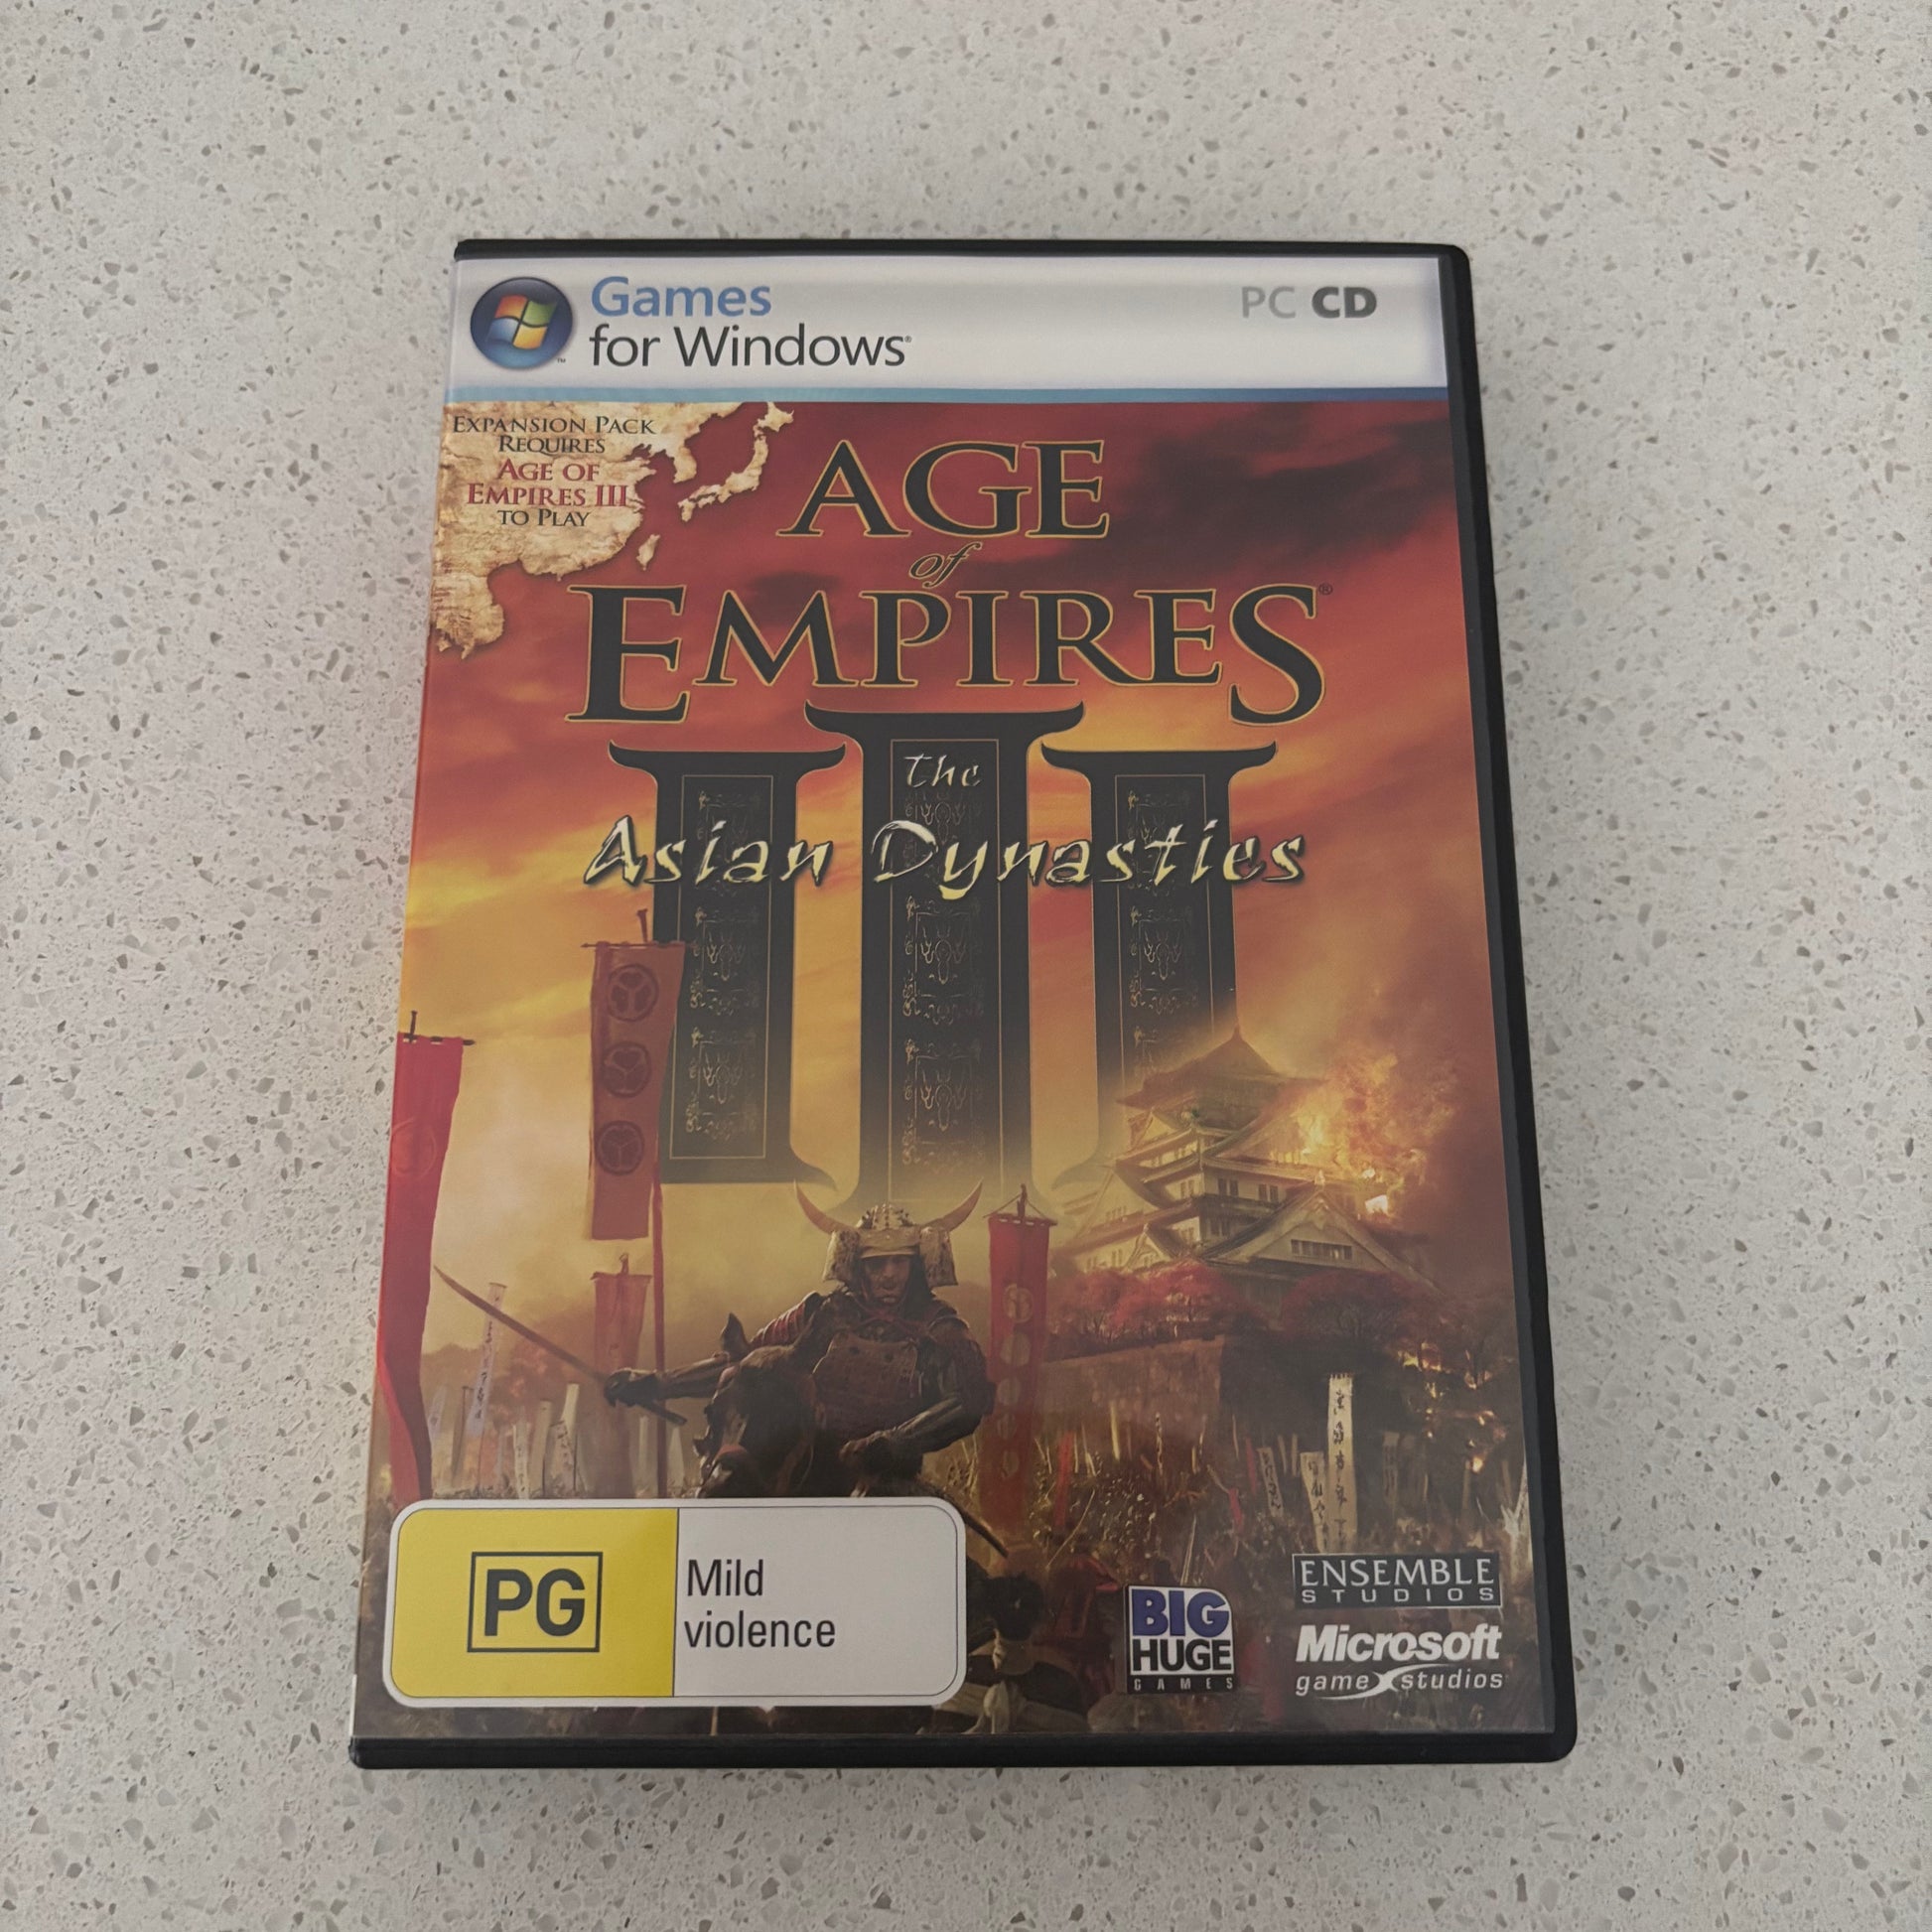 Games
for Windows®
PC CD
EXPANSION PACK
REQUIRES
AGE OF
EMPIRES III
TO PLAY
AGE
of
EMPIRES®
III
The
Asian Dynasties
PG
Mild
violence
BIG
HUGE
GAMES
ENSEMBLE
STUDIOS
Microsoft
game studios